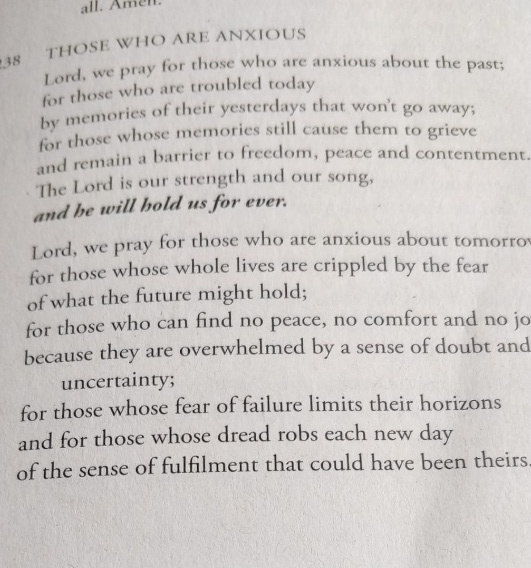 all. Amen.
238
THOSE WHO ARE ANXIOUS
Lord, we pray for those who are anxious about the past;
for those who are troubled today
by memories of their yesterdays that won't go away;
for those whose memories still cause them to grieve
and remain a barrier to freedom, peace and contentment.
The Lord is our strength and our song,
and he will hold us for ever.
Lord, we pray for those who are anxious about
for those whose whole lives are crippled by the fear
of what the future might hold;
for those who can find no peace, no comfort and no
because they are overwhelmed by a sense of doubt and
uncertainty;
for those whose fear of failure limits their horizons
and for those whose dread robs each new day
of the sense of fulfilment that could have been theirs.